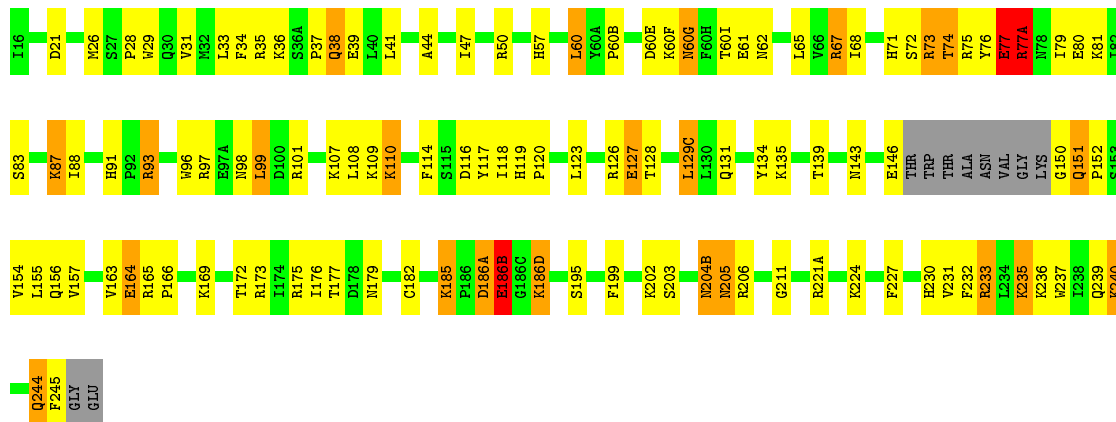 I16 D21 M26 S27 P28 W29 Q30 V31 M32 L33 F34 R35 K36 S36A P37 Q38 E39 L40 L41 A44 I47 R50 H57 L60 Y60A P60B D60E K60F N60G F60H T60I E61 N62 L65 V66 R67 I68 H71 S72 R73 T74 R75 Y76 E77 R77A N78 I79 E80 K81 I82
S83 K87 I88 H91 P92 R93 W96 R97 E97A N98 L99 D100 R101 K107 L108 K109 K110 F114 S115 D116 Y117 I118 H119 P120 L123 R126 E127 T128 L129C L130 Q131 Y134 K135 T139 N143 E146 THR TRP THR ALA ASN VAL GLY LYS G150 Q151 P152 S153
V154 L155 Q156 V157 V163 E164 R165 P166 K169 T172 R173 I174 R175 I176 T177 D178 N179 C182 K185 P186 D186A E186B G186C K186D S195 F199 K202 S203 N204B N205 R206 G211 R221A K224 F227 H230 V231 F232 R233 L234 K235 K236 W237 I238 Q239 K240
Q244 F245 GLY GLU